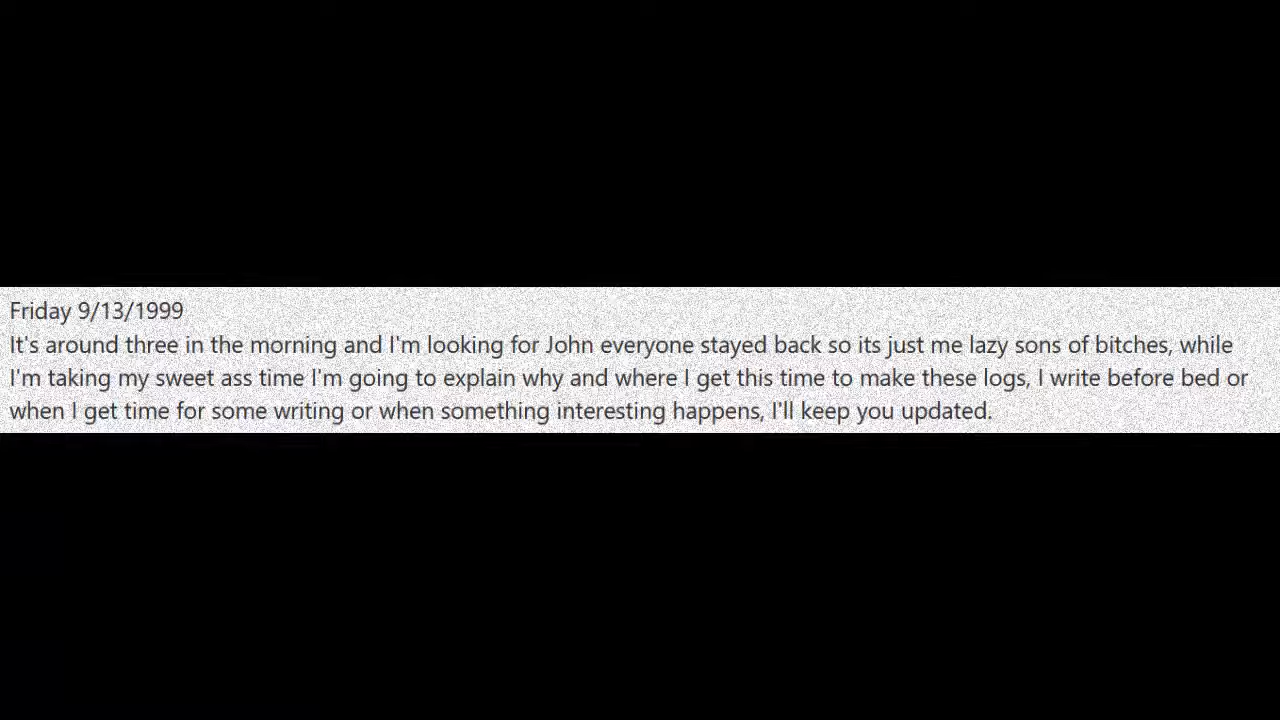 Friday 9/13/1999
It's around three in the morning and I'm looking for John everyone stayed back so its just me lazy sons of bitches, while
I'm taking my sweet ass time I'm going to explain why and where I get this time to make these logs, I write before bed or
when I get time for some writing or when something interesting happens, I'll keep you updated.